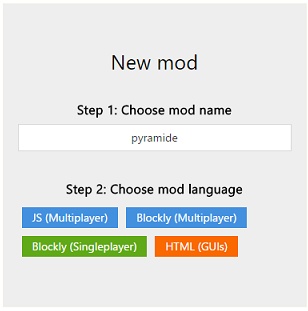 New mod
Step 1: Choose mod name
pyramide
Step 2: Choose mod language
JS (Multiplayer) Blockly (Multiplayer)
Blockly (Singleplayer) HTML (GUIs)